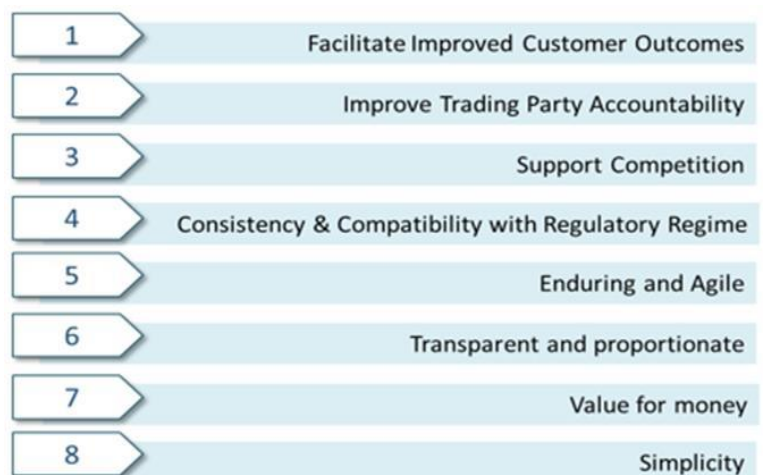 1 Facilitate Improved Customer Outcomes
2 Improve Trading Party Accountability
3 Support Competition
4 Consistency & Compatibility with Regulatory Regime
5 Enduring and Agile
6 Transparent and proportionate
7 Value for money
8 Simplicity